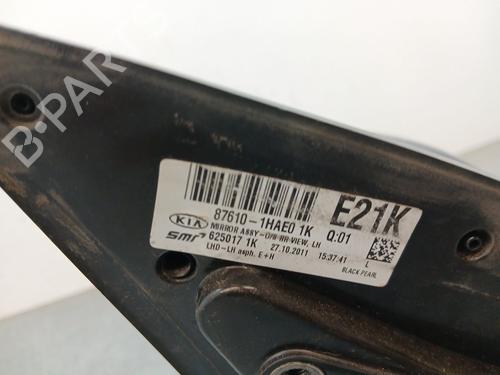 B-PARTS
KIA
87610-1HAE0 1K Q:01
E21K
MIRROR ASSY-O/S RR VIEW, LH
smr 625017 1K 27.10.2011 15:37:41 L
LHD-LH asph. E+H
BLACK PEARL